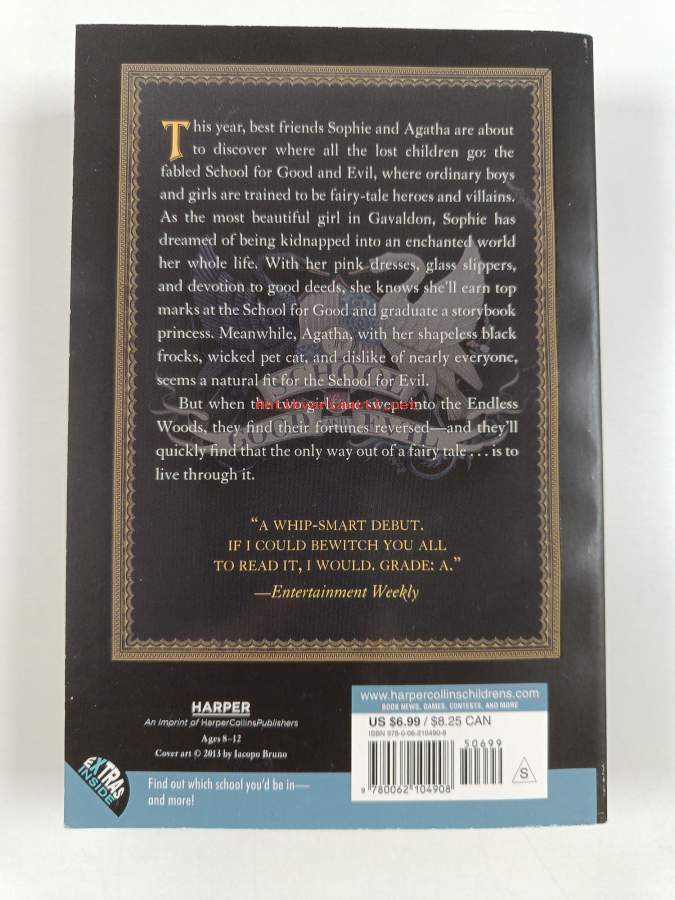 This year, best friends Sophie and Agatha are about
to discover where all the lost children go: the
fabled School for Good and Evil, where ordinary boys
and girls are trained to be fairy-tale heroes and villains.
As the most beautiful girl in Gavaldon, Sophie has
dreamed of being kidnapped into an enchanted world
her whole life. With her pink dresses, glass slippers,
and devotion to good deeds, she knows she'll earn top
marks at the School for Good and graduate a storybook
princess. Meanwhile, Agatha, with her shapeless black
frocks, wicked pet cat, and dislike of nearly everyone,
seems a natural fit for the School for Evil.
But when the two girls are swept into the Endless
Woods, they find their fortunes reversed—and they'll
quickly find that the only way out of a fairy tale . . . is to
live through it.
"A WHIP-SMART DEBUT.
IF I COULD BEWITCH YOU ALL
TO READ IT, I WOULD. GRADE: A."
—Entertainment Weekly
HARPER
An imprint of HarperCollinsPublishers
Ages 8–12
Cover art © 2013 by Iacopo Bruno
EXTRAS
INSIDE
Find out which school you'd be in—
and more!
www.harpercollinschildrens.com
BOOK NEWS, GAMES, CONTESTS, AND MORE
US $6.99 / $8.25 CAN
ISBN 978-0-06-210490-8
50699
S
9 780062 104908